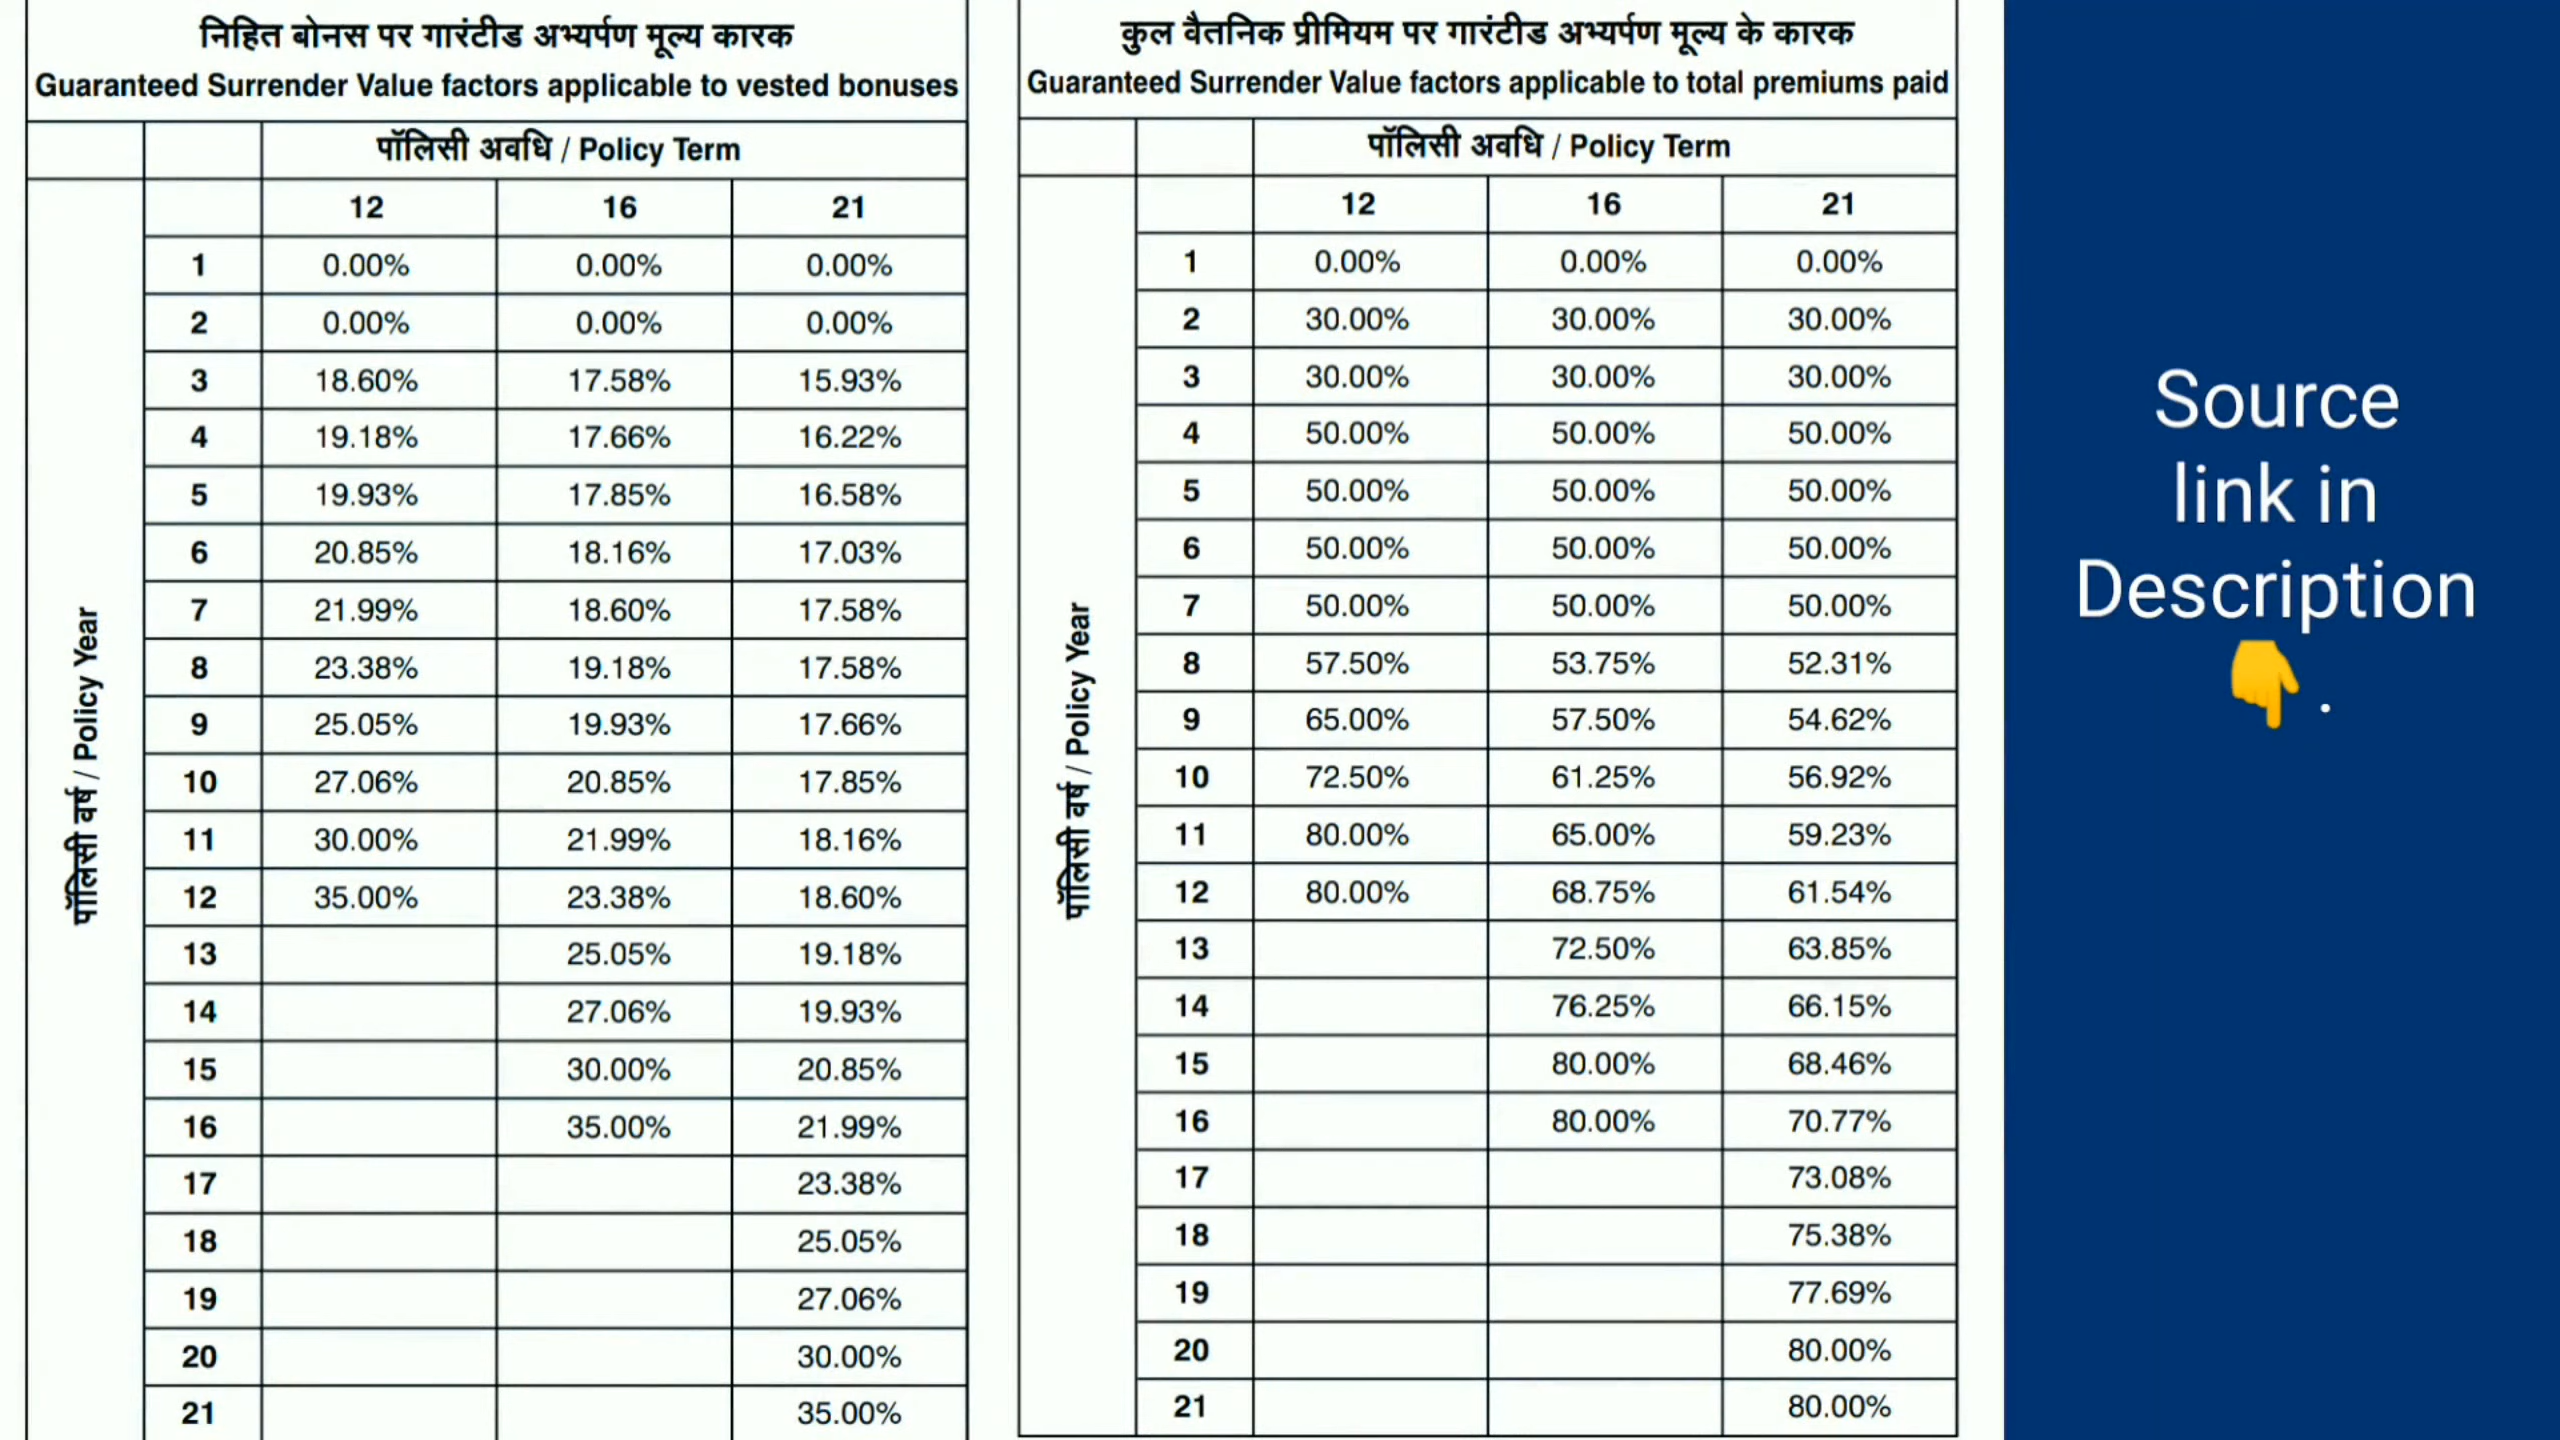 निहित बोनस पर गारंटीड अभ्यर्पण मूल्य कारक
Guaranteed Surrender Value factors applicable to vested bonuses
पॉलिसी अवधि / Policy Term
12 16 21
पॉलिसी वर्ष / Policy Year
1 0.00% 0.00% 0.00%
2 0.00% 0.00% 0.00%
3 18.60% 17.58% 15.93%
4 19.18% 17.66% 16.22%
5 19.93% 17.85% 16.58%
6 20.85% 18.16% 17.03%
7 21.99% 18.60% 17.58%
8 23.38% 19.18% 17.58%
9 25.05% 19.93% 17.66%
10 27.06% 20.85% 17.85%
11 30.00% 21.99% 18.16%
12 35.00% 23.38% 18.60%
13 25.05% 19.18%
14 27.06% 19.93%
15 30.00% 20.85%
16 35.00% 21.99%
17 23.38%
18 25.05%
19 27.06%
20 30.00%
21 35.00%
कुल वैतनिक प्रीमियम पर गारंटीड अभ्यर्पण मूल्य के कारक
Guaranteed Surrender Value factors applicable to total premiums paid
पॉलिसी अवधि / Policy Term
12 16 21
पॉलिसी वर्ष / Policy Year
1 0.00% 0.00% 0.00%
2 30.00% 30.00% 30.00%
3 30.00% 30.00% 30.00%
4 50.00% 50.00% 50.00%
5 50.00% 50.00% 50.00%
6 50.00% 50.00% 50.00%
7 50.00% 50.00% 50.00%
8 57.50% 53.75% 52.31%
9 65.00% 57.50% 54.62%
10 72.50% 61.25% 56.92%
11 80.00% 65.00% 59.23%
12 80.00% 68.75% 61.54%
13 72.50% 63.85%
14 76.25% 66.15%
15 80.00% 68.46%
16 80.00% 70.77%
17 73.08%
18 75.38%
19 77.69%
20 80.00%
21 80.00%
Source
link in
Description
👇 .